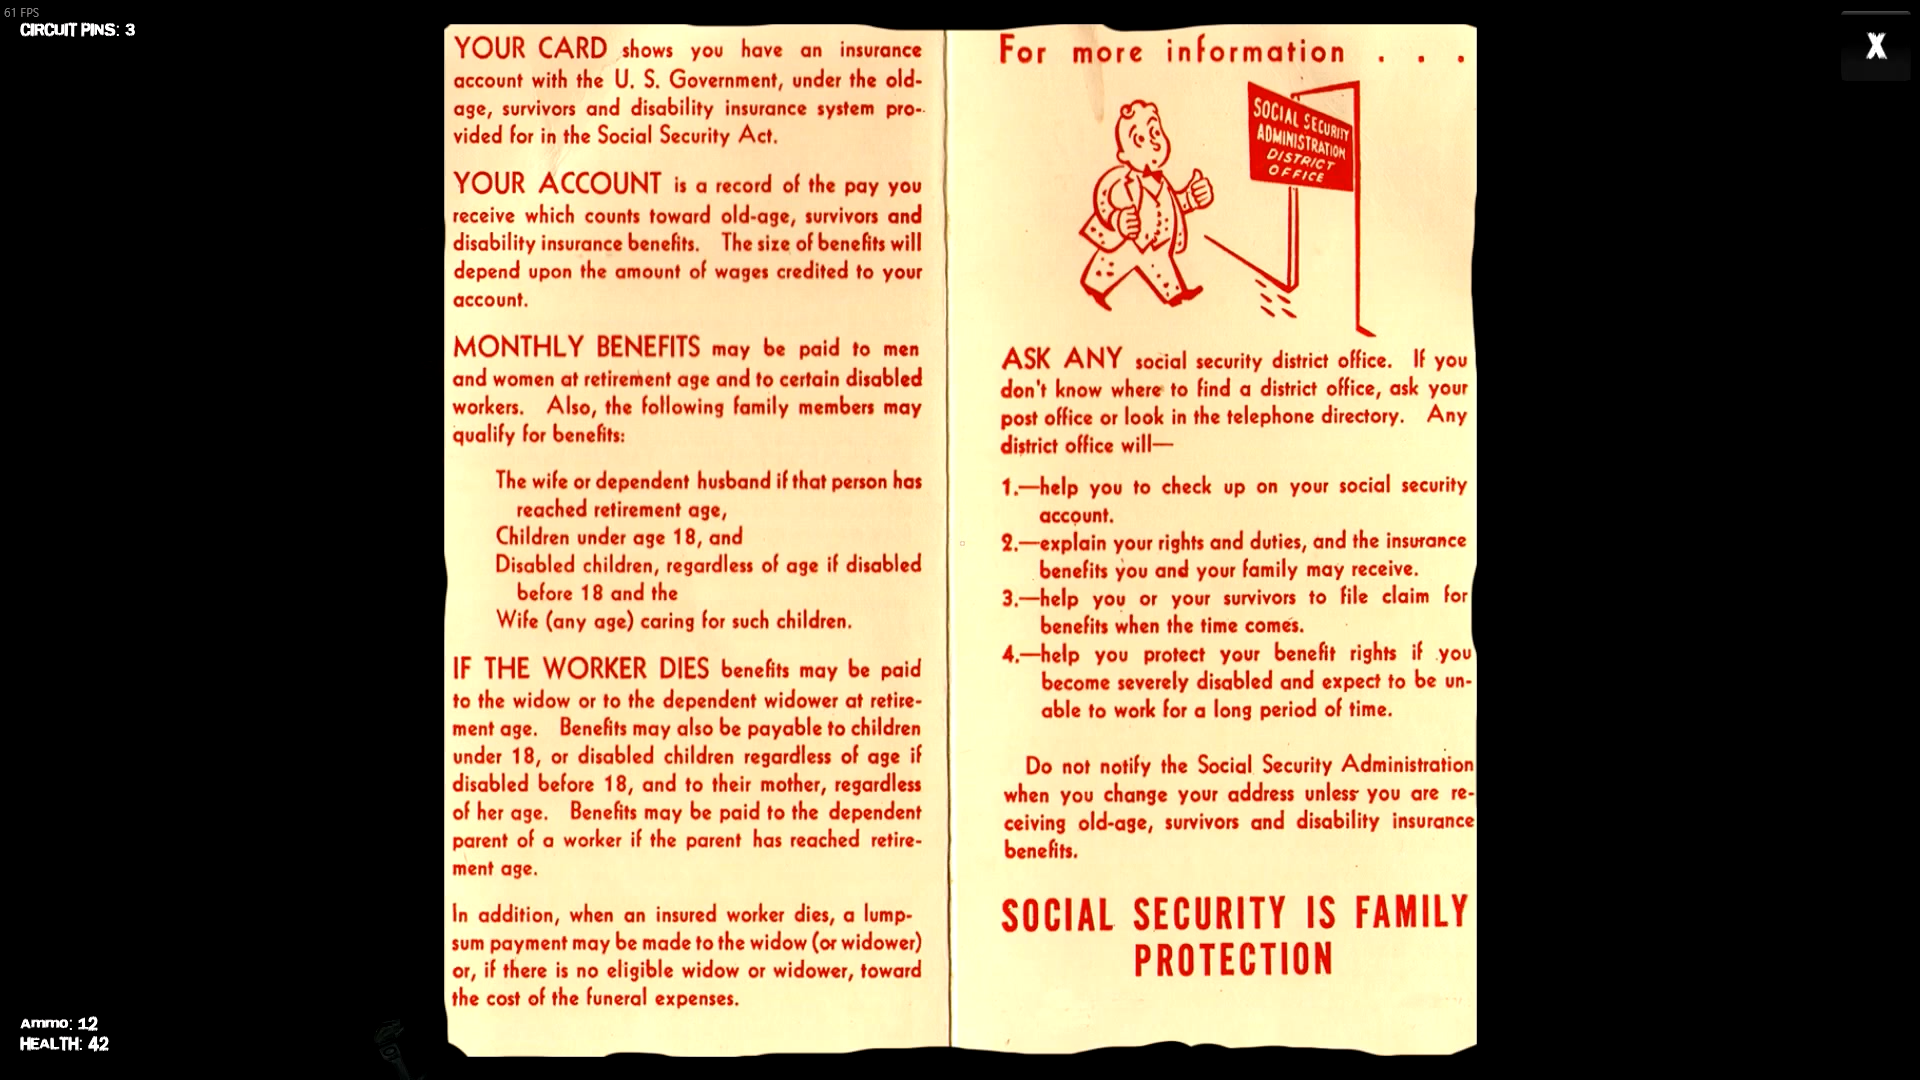 61 FPS
CIRCUIT PINS: 3
X
YOUR CARD shows you have an insurance
account with the U. S. Government, under the old-
age, survivors and disability insurance system pro-
vided for in the Social Security Act.
YOUR ACCOUNT is a record of the pay you
receive which counts toward old-age, survivors and
disability insurance benefits. The size of benefits will
depend upon the amount of wages credited to your
account.
MONTHLY BENEFITS may be paid to men
and women at retirement age and to certain disabled
workers. Also, the following family members may
qualify for benefits:
The wife or dependent husband if that person has
reached retirement age,
Children under age 18, and
Disabled children, regardless of age if disabled
before 18 and the
Wife (any age) caring for such children.
IF THE WORKER DIES benefits may be paid
to the widow or to the dependent widower at retire-
ment age. Benefits may also be payable to children
under 18, or disabled children regardless of age if
disabled before 18, and to their mother, regardless
of her age. Benefits may be paid to the dependent
parent of a worker if the parent has reached retire-
ment age.
In addition, when an insured worker dies, a lump-
sum payment may be made to the widow (or widower)
or, if there is no eligible widow or widower, toward
the cost of the funeral expenses.
For more information . . .
SOCIAL SECURITY
ADMINISTRATION
DISTRICT
OFFICE
ASK ANY social security district office. If you
don't know where to find a district office, ask your
post office or look in the telephone directory. Any
district office will—
1.—help you to check up on your social security
account.
2.—explain your rights and duties, and the insurance
benefits you and your family may receive.
3.—help you or your survivors to file claim for
benefits when the time comes.
4.—help you protect your benefit rights if you
become severely disabled and expect to be un-
able to work for a long period of time.
Do not notify the Social Security Administration
when you change your address unless you are re-
ceiving old-age, survivors and disability insurance
benefits.
SOCIAL SECURITY IS FAMILY
PROTECTION
Ammo: 12
HEALTH: 42